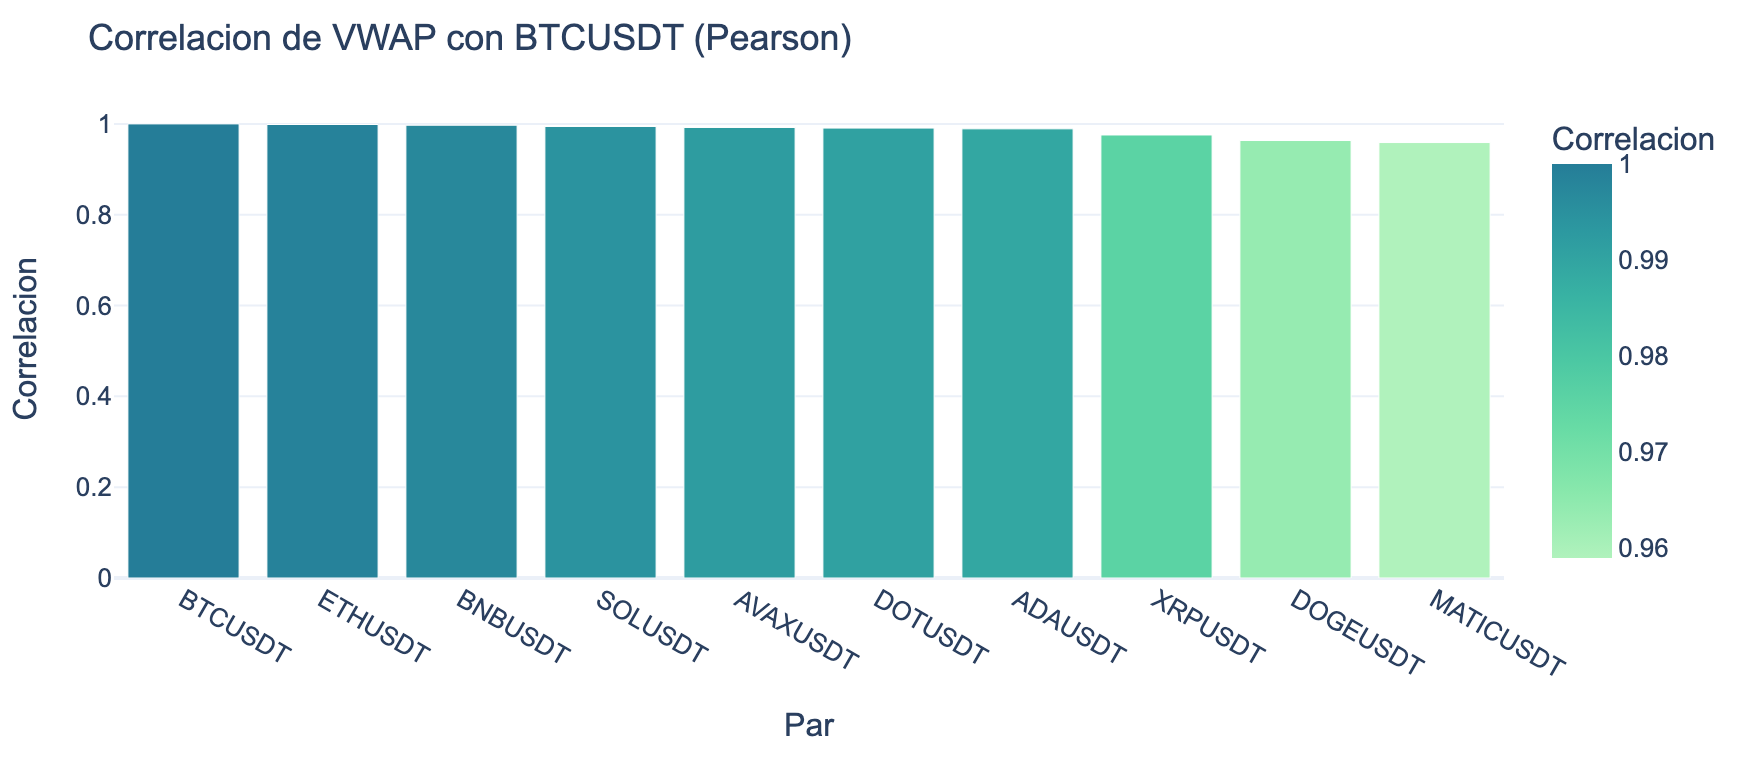 Correlacion de VWAP con BTCUSDT (Pearson)
Correlacion
1
0.8
0.6
0.4
0.2
0
BTCUSDT
ETHUSDT
BNBUSDT
SOLUSDT
AVAXUSDT
DOTUSDT
ADAUSDT
XRPUSDT
DOGEUSDT
MATICUSDT
Par
Correlacion
1
0.99
0.98
0.97
0.96